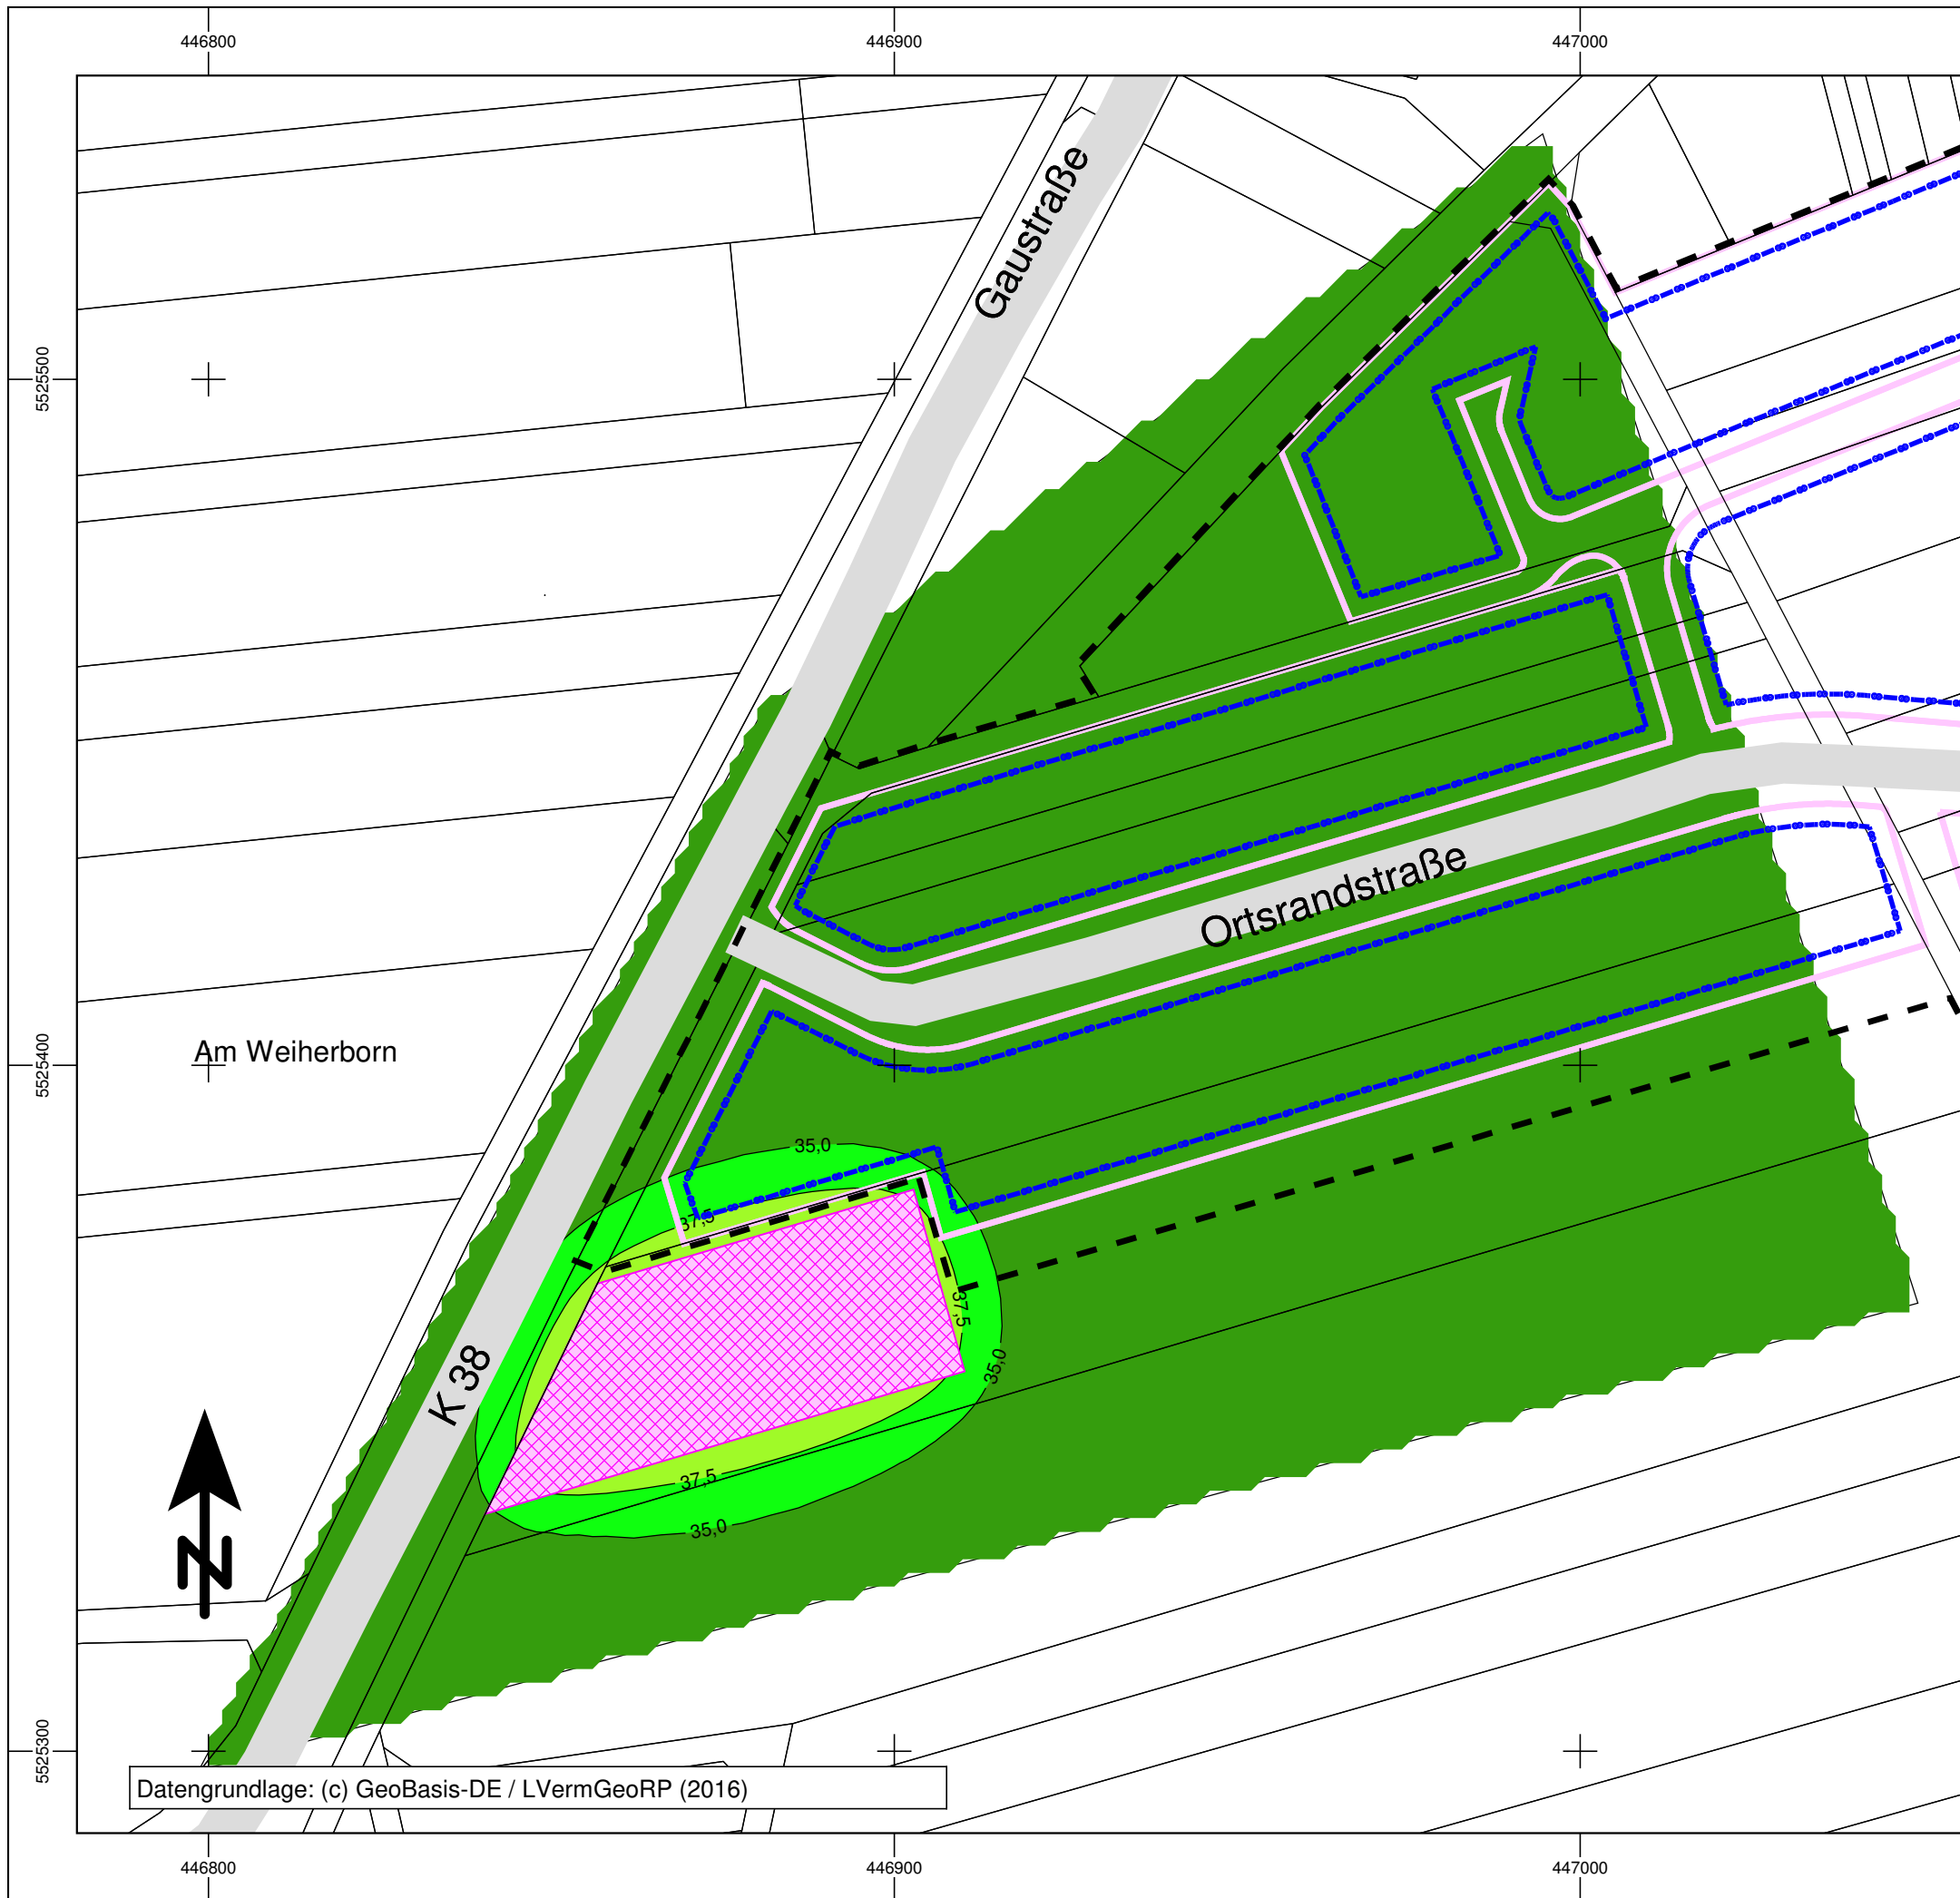 446800
446900
447000
Gaustraße
5525500
Ortsrandstraße
Am Weiherborn
5525400
35,0
37,5
37,5
35,0
K 38
37,5
35,0
N
5525300
Datengrundlage: (c) GeoBasis-DE / LVermGeoRP (2016)
446800
446900
447000